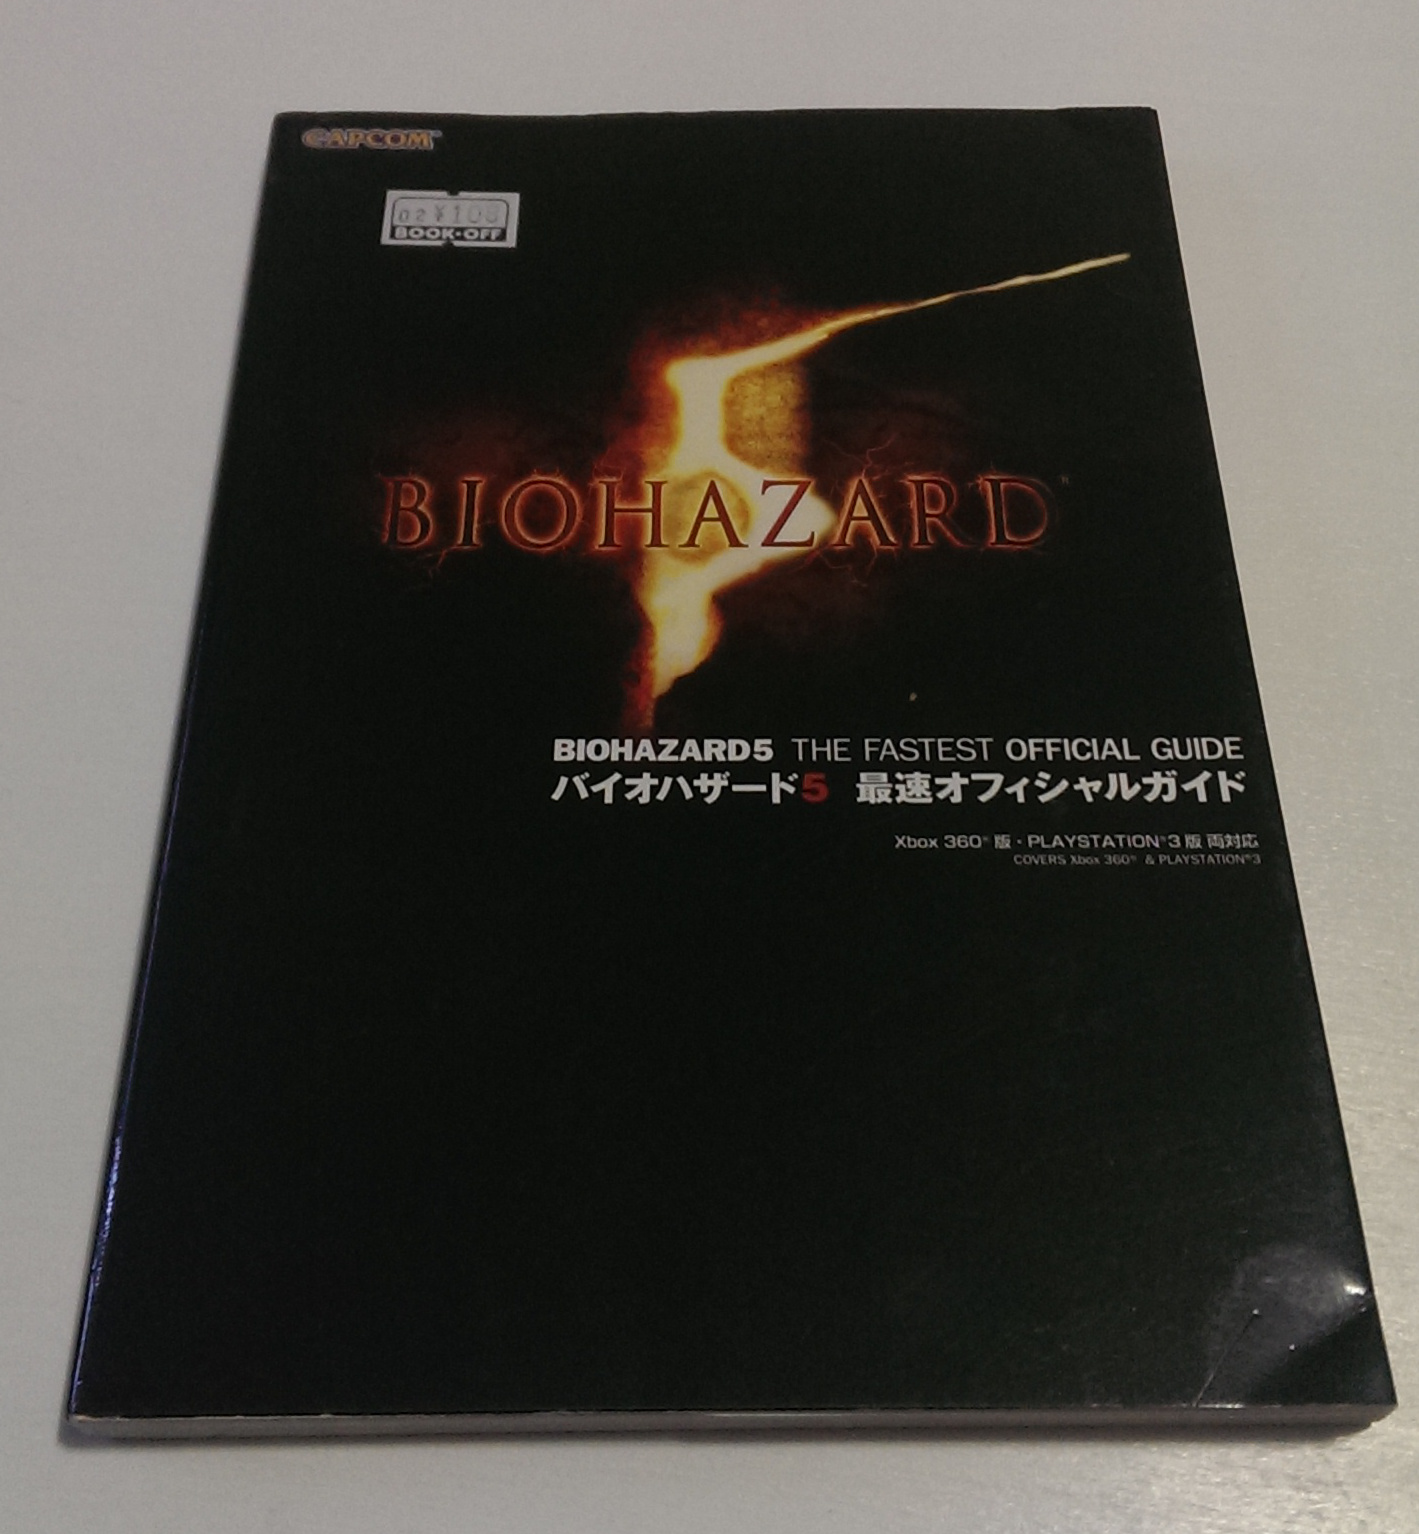 CAPCOM
02 ¥108
BOOK·OFF
BIOHAZARD™
5
BIOHAZARD5 THE FASTEST OFFICIAL GUIDE
バイオハザード5 最速オフィシャルガイド
Xbox 360® 版・PLAYSTATION®3 版 両対応
COVERS Xbox 360® & PLAYSTATION®3